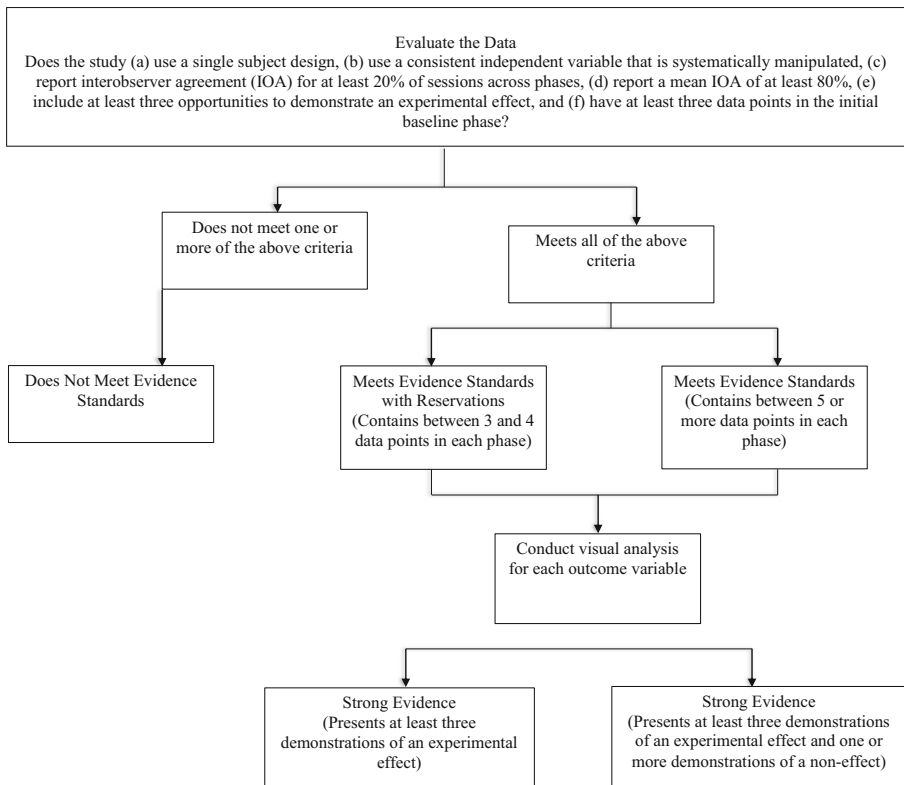 Evaluate the Data
Does the study (a) use a single subject design, (b) use a consistent independent variable that is systematically manipulated, (c)
report interobserver agreement (IOA) for at least 20% of sessions across phases, (d) report a mean IOA of at least 80%, (e)
include at least three opportunities to demonstrate an experimental effect, and (f) have at least three data points in the initial
baseline phase?
Does not meet one or
more of the above criteria
Meets all of the above
criteria
Does Not Meet Evidence
Standards
Meets Evidence Standards
with Reservations
(Contains between 3 and 4
data points in each phase)
Meets Evidence Standards
(Contains between 5 or
more data points in each
phase)
Conduct visual analysis
for each outcome variable
Strong Evidence
(Presents at least three
demonstrations of an experimental
effect)
Strong Evidence
(Presents at least three demonstrations
of an experimental effect and one or
more demonstrations of a non-effect)